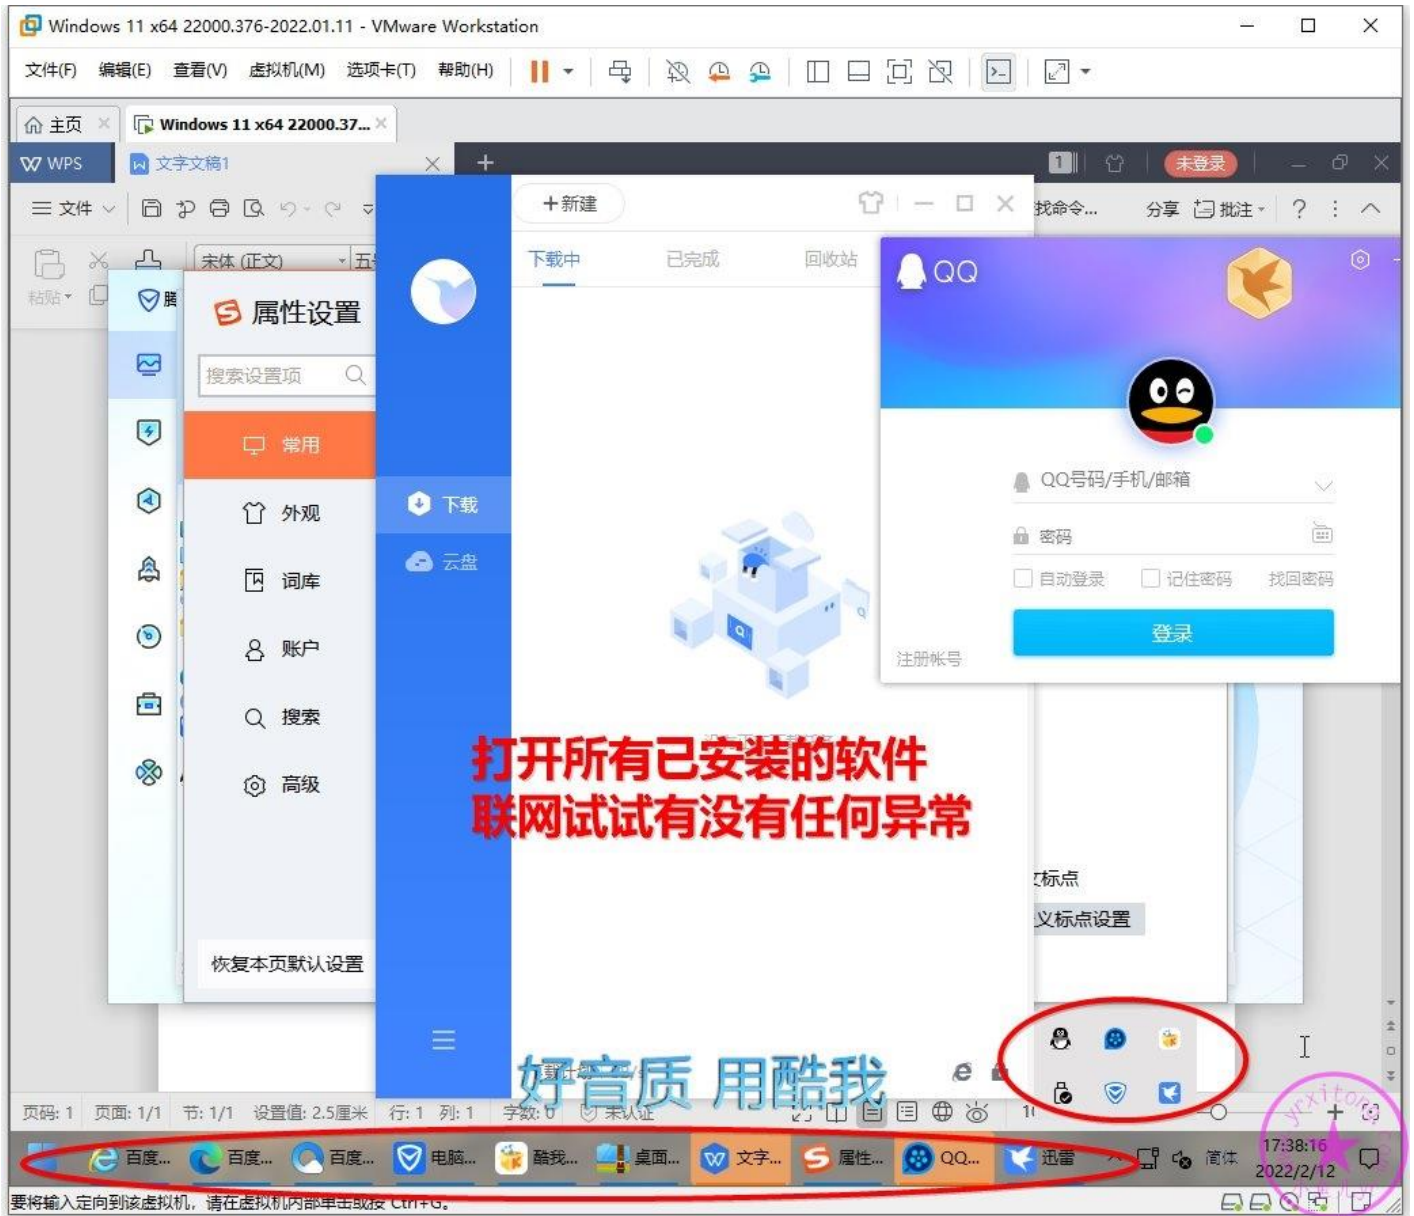 Windows 11 x64 22000.376-2022.01.11 - VMware Workstation
文件(F) 编辑(E) 查看(V) 虚拟机(M) 选项卡(T) 帮助(H)
主页 Windows 11 x64 22000.37...
WPS 文字文稿1 1 未登录
文件 找命令... 分享 批注
+新建
粘贴 宋体 (正文)
下载中 已完成 回收站
QQ
属性设置
搜索设置项
常用
外观
词库
账户
搜索
高级
恢复本页默认设置
下载
云盘
QQ号码/手机/邮箱
密码
自动登录 记住密码 找回密码
登录
注册帐号
打开所有已安装的软件
联网试试有没有任何异常
标点
义标点设置
好音质 用酷我
页码: 1 页面: 1/1 节: 1/1 设置值: 2.5厘米 行: 1 列: 1 字数: 0 未认证
百度... 百度... 百度... 电脑... 酷我... 桌面... 文字... 属性... QQ... 迅雷 简体 17:38:16
2022/2/12
要将输入定向到该虚拟机，请在虚拟机内部单击或按 Ctrl+G。